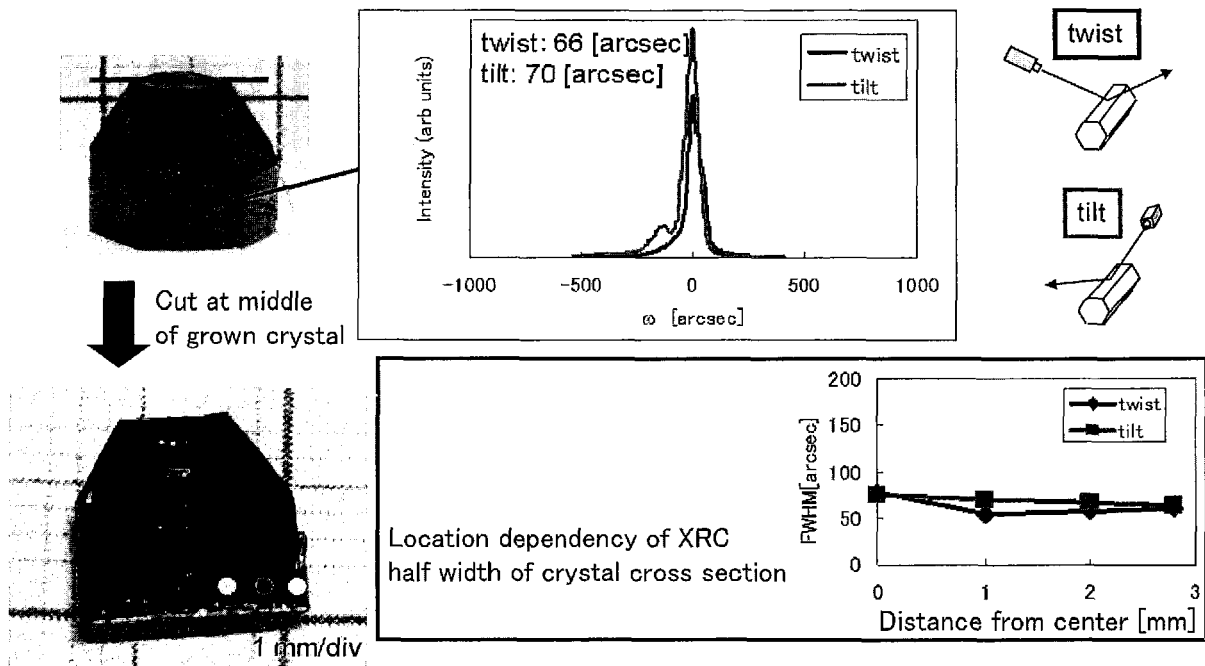 twist: 66 [arcsec]
tilt: 70 [arcsec]
twist
tilt
Intensity (arb units)
-1000
-500
0
500
1000
ω [arcsec]
twist
tilt
Cut at middle
of grown crystal
1 mm/div
Location dependency of XRC
half width of crystal cross section
FWHM[arcsec]
200
150
100
50
0
twist
tilt
0
1
2
3
Distance from center [mm]